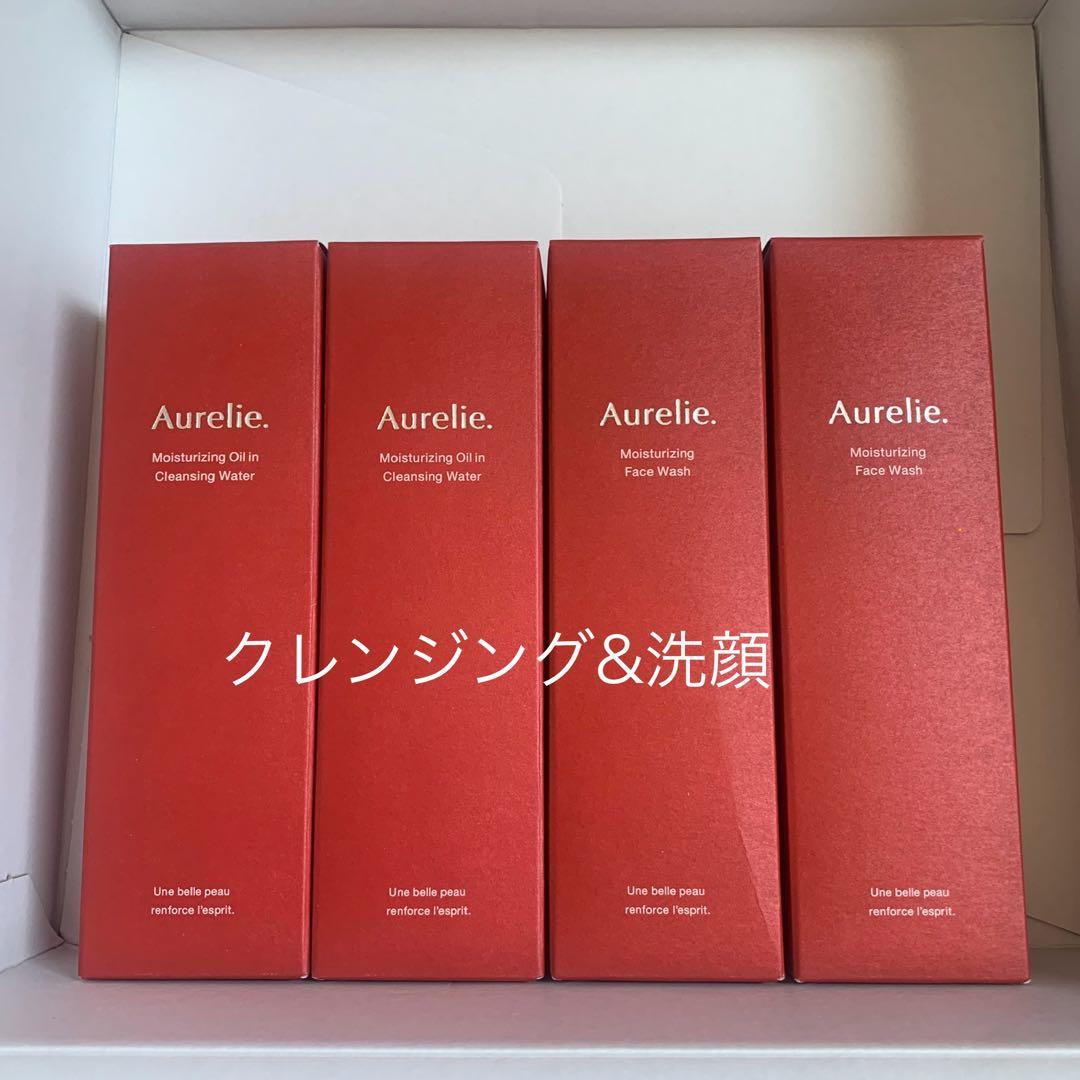 Aurelie.
Moisturizing Oil in
Cleansing Water
Aurelie.
Moisturizing Oil in
Cleansing Water
Aurelie.
Moisturizing
Face Wash
Aurelie.
Moisturizing
Face Wash
クレンジング&洗顔
Une belle peau
renforce l'esprit.
Une belle peau
renforce l'esprit.
Une belle peau
renforce l'esprit.
Une belle peau
renforce l'esprit.